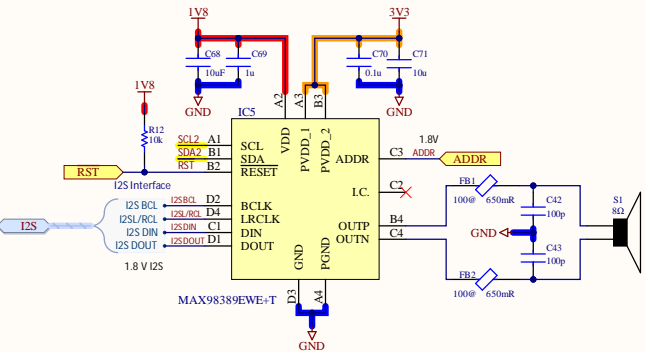 1V8
3V3
C68
10uF
C69
1u
C70
0.1u
C71
10u
GND
GND
1V8
R12
10k
IC5
A2
A3
B3
VDD
PVDD_1
PVDD_2
SCL2 A1 SCL
SDA2 B1 SDA
RST RST B2 RESET
ADDR C3 ADDR ADDR
1.8V
I.C. C2
I2S Interface
I2S
I2S BCL I2SBCL D2 BCLK
I2SL/RCL I2SL/RCL D4 LRCLK
I2S DIN I2SDIN C1 DIN
I2S DOUT I2SDOUT D1 DOUT
1.8 V I2S
OUTP B4
OUTN C4
GND
PGND
D3
A4
MAX98389EWE+T
GND
FB1
100@ 650mR
C42
100p
GND
C43
100p
FB2
100@ 650mR
S1
8Ω